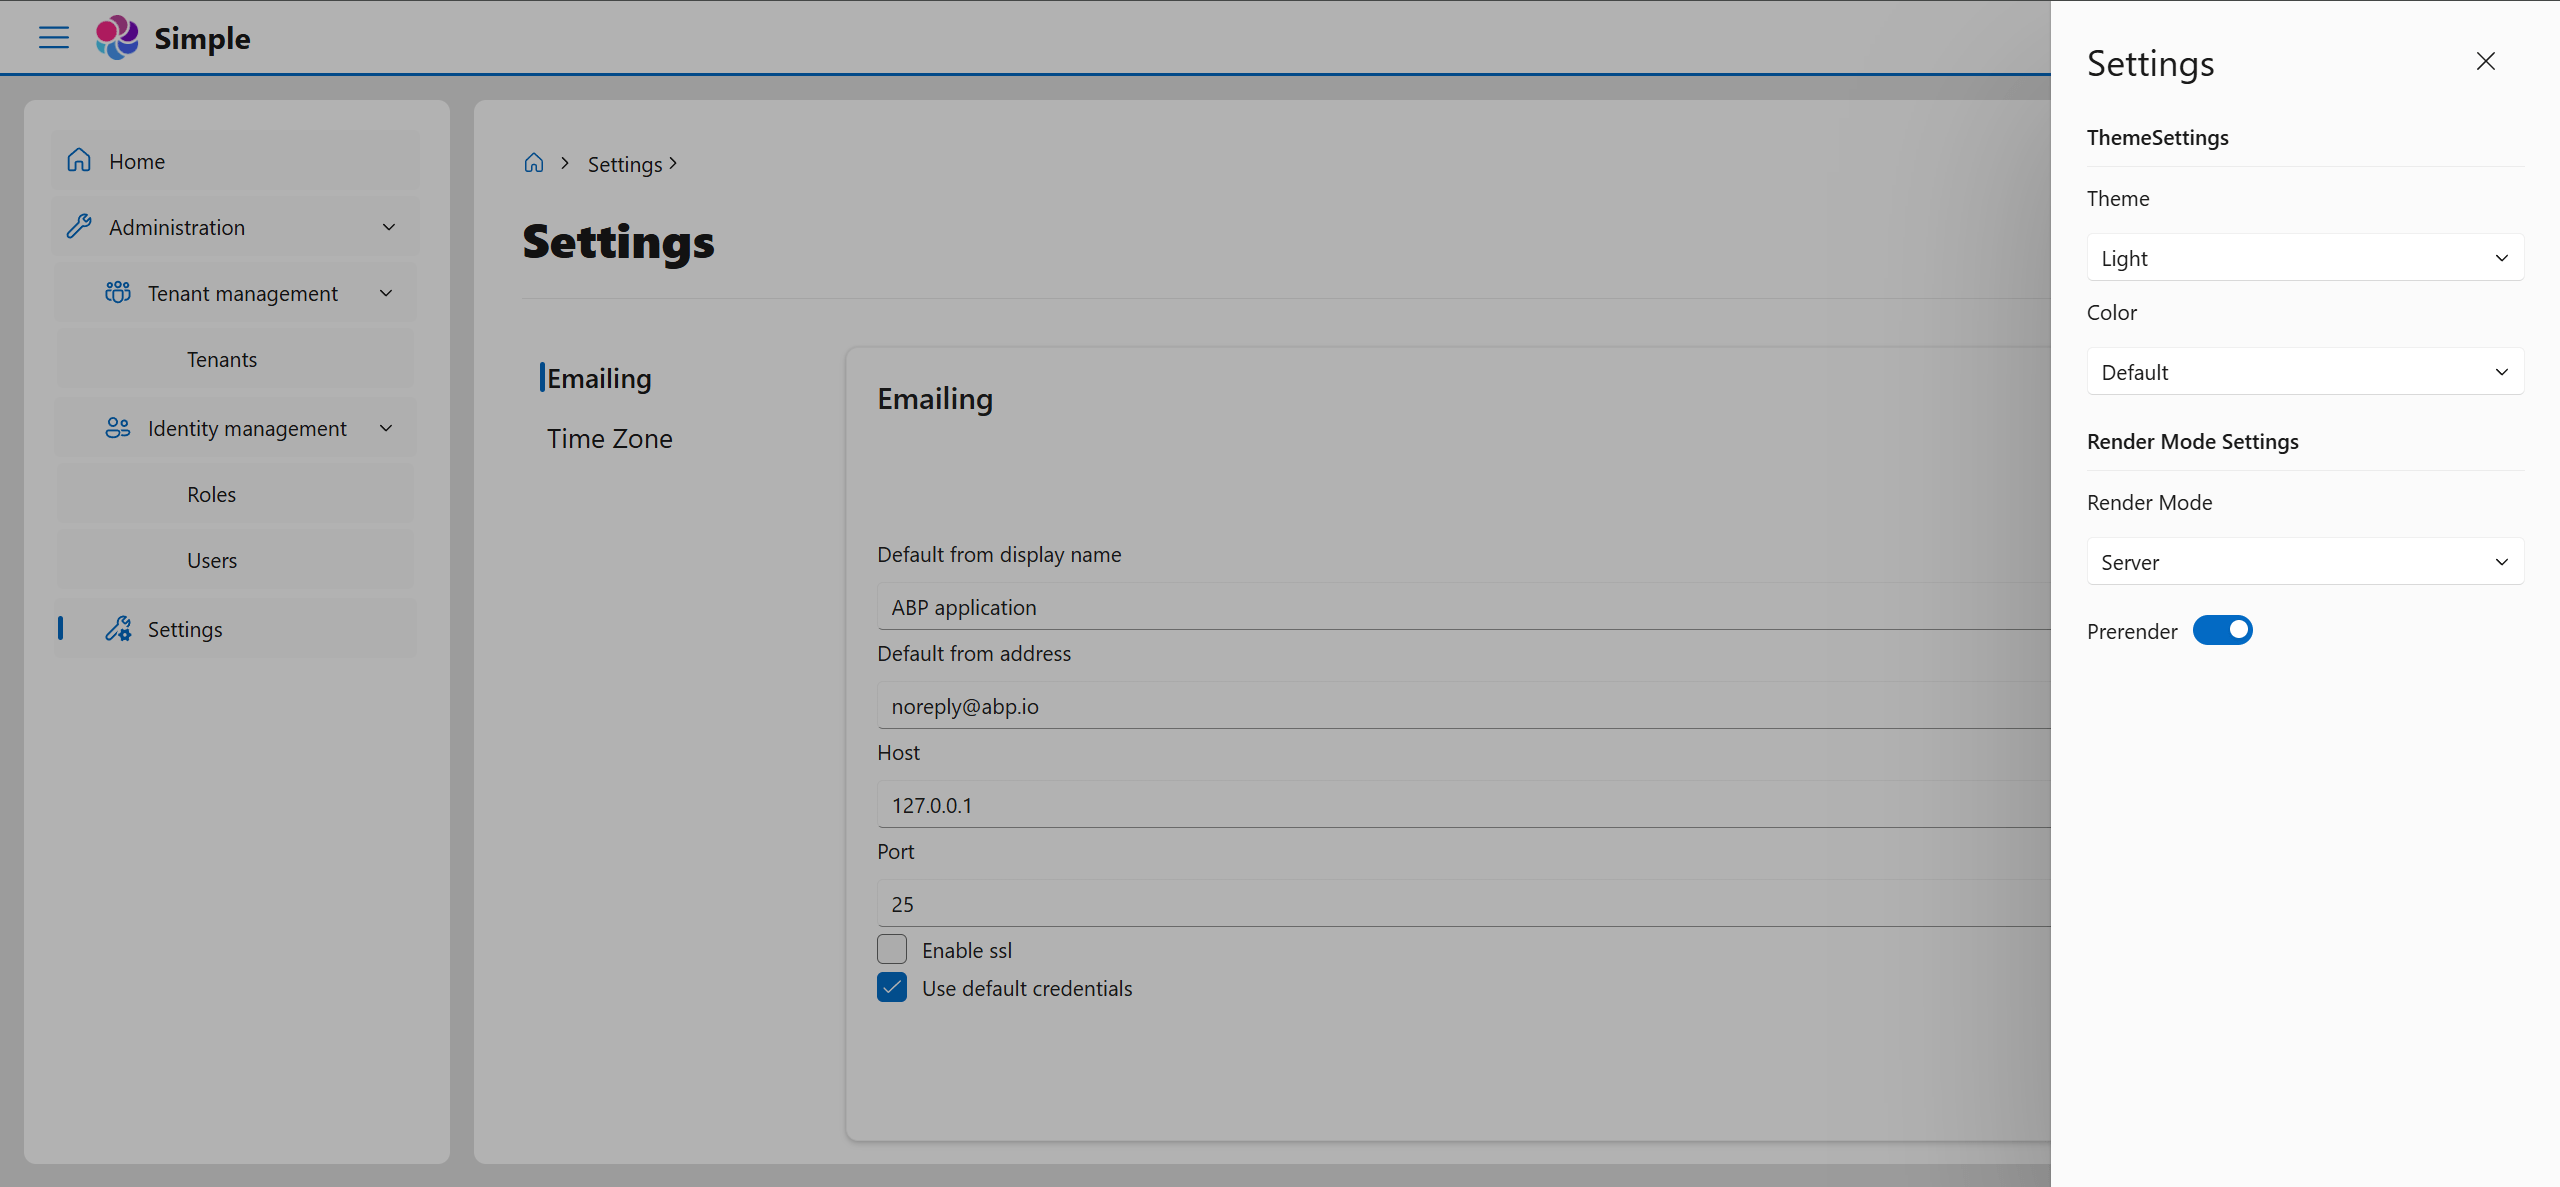 Simple
Home
Administration
Tenant management
Tenants
Identity management
Roles
Users
Settings
Settings
Settings
Emailing
Time Zone
Emailing
Default from display name
ABP application
Default from address
noreply@abp.io
Host
127.0.0.1
Port
25
Enable ssl
Use default credentials
Settings
ThemeSettings
Theme
Light
Color
Default
Render Mode Settings
Render Mode
Server
Prerender